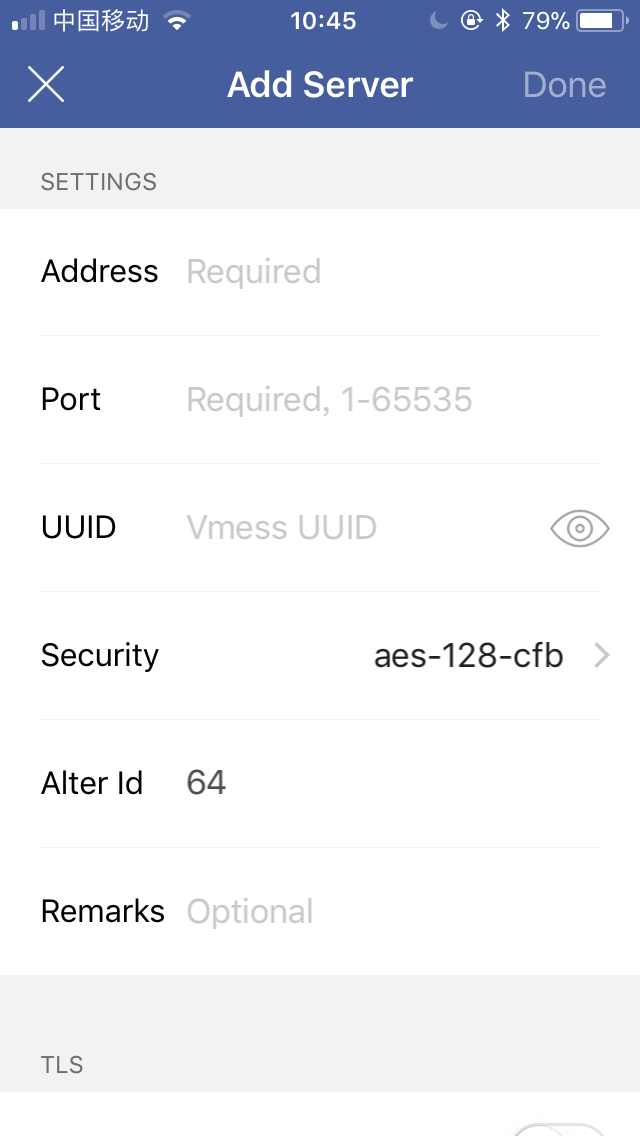 中国移动 10:45 79%
Add Server Done
SETTINGS
Address Required
Port Required, 1-65535
UUID Vmess UUID
Security aes-128-cfb
Alter Id 64
Remarks Optional
TLS